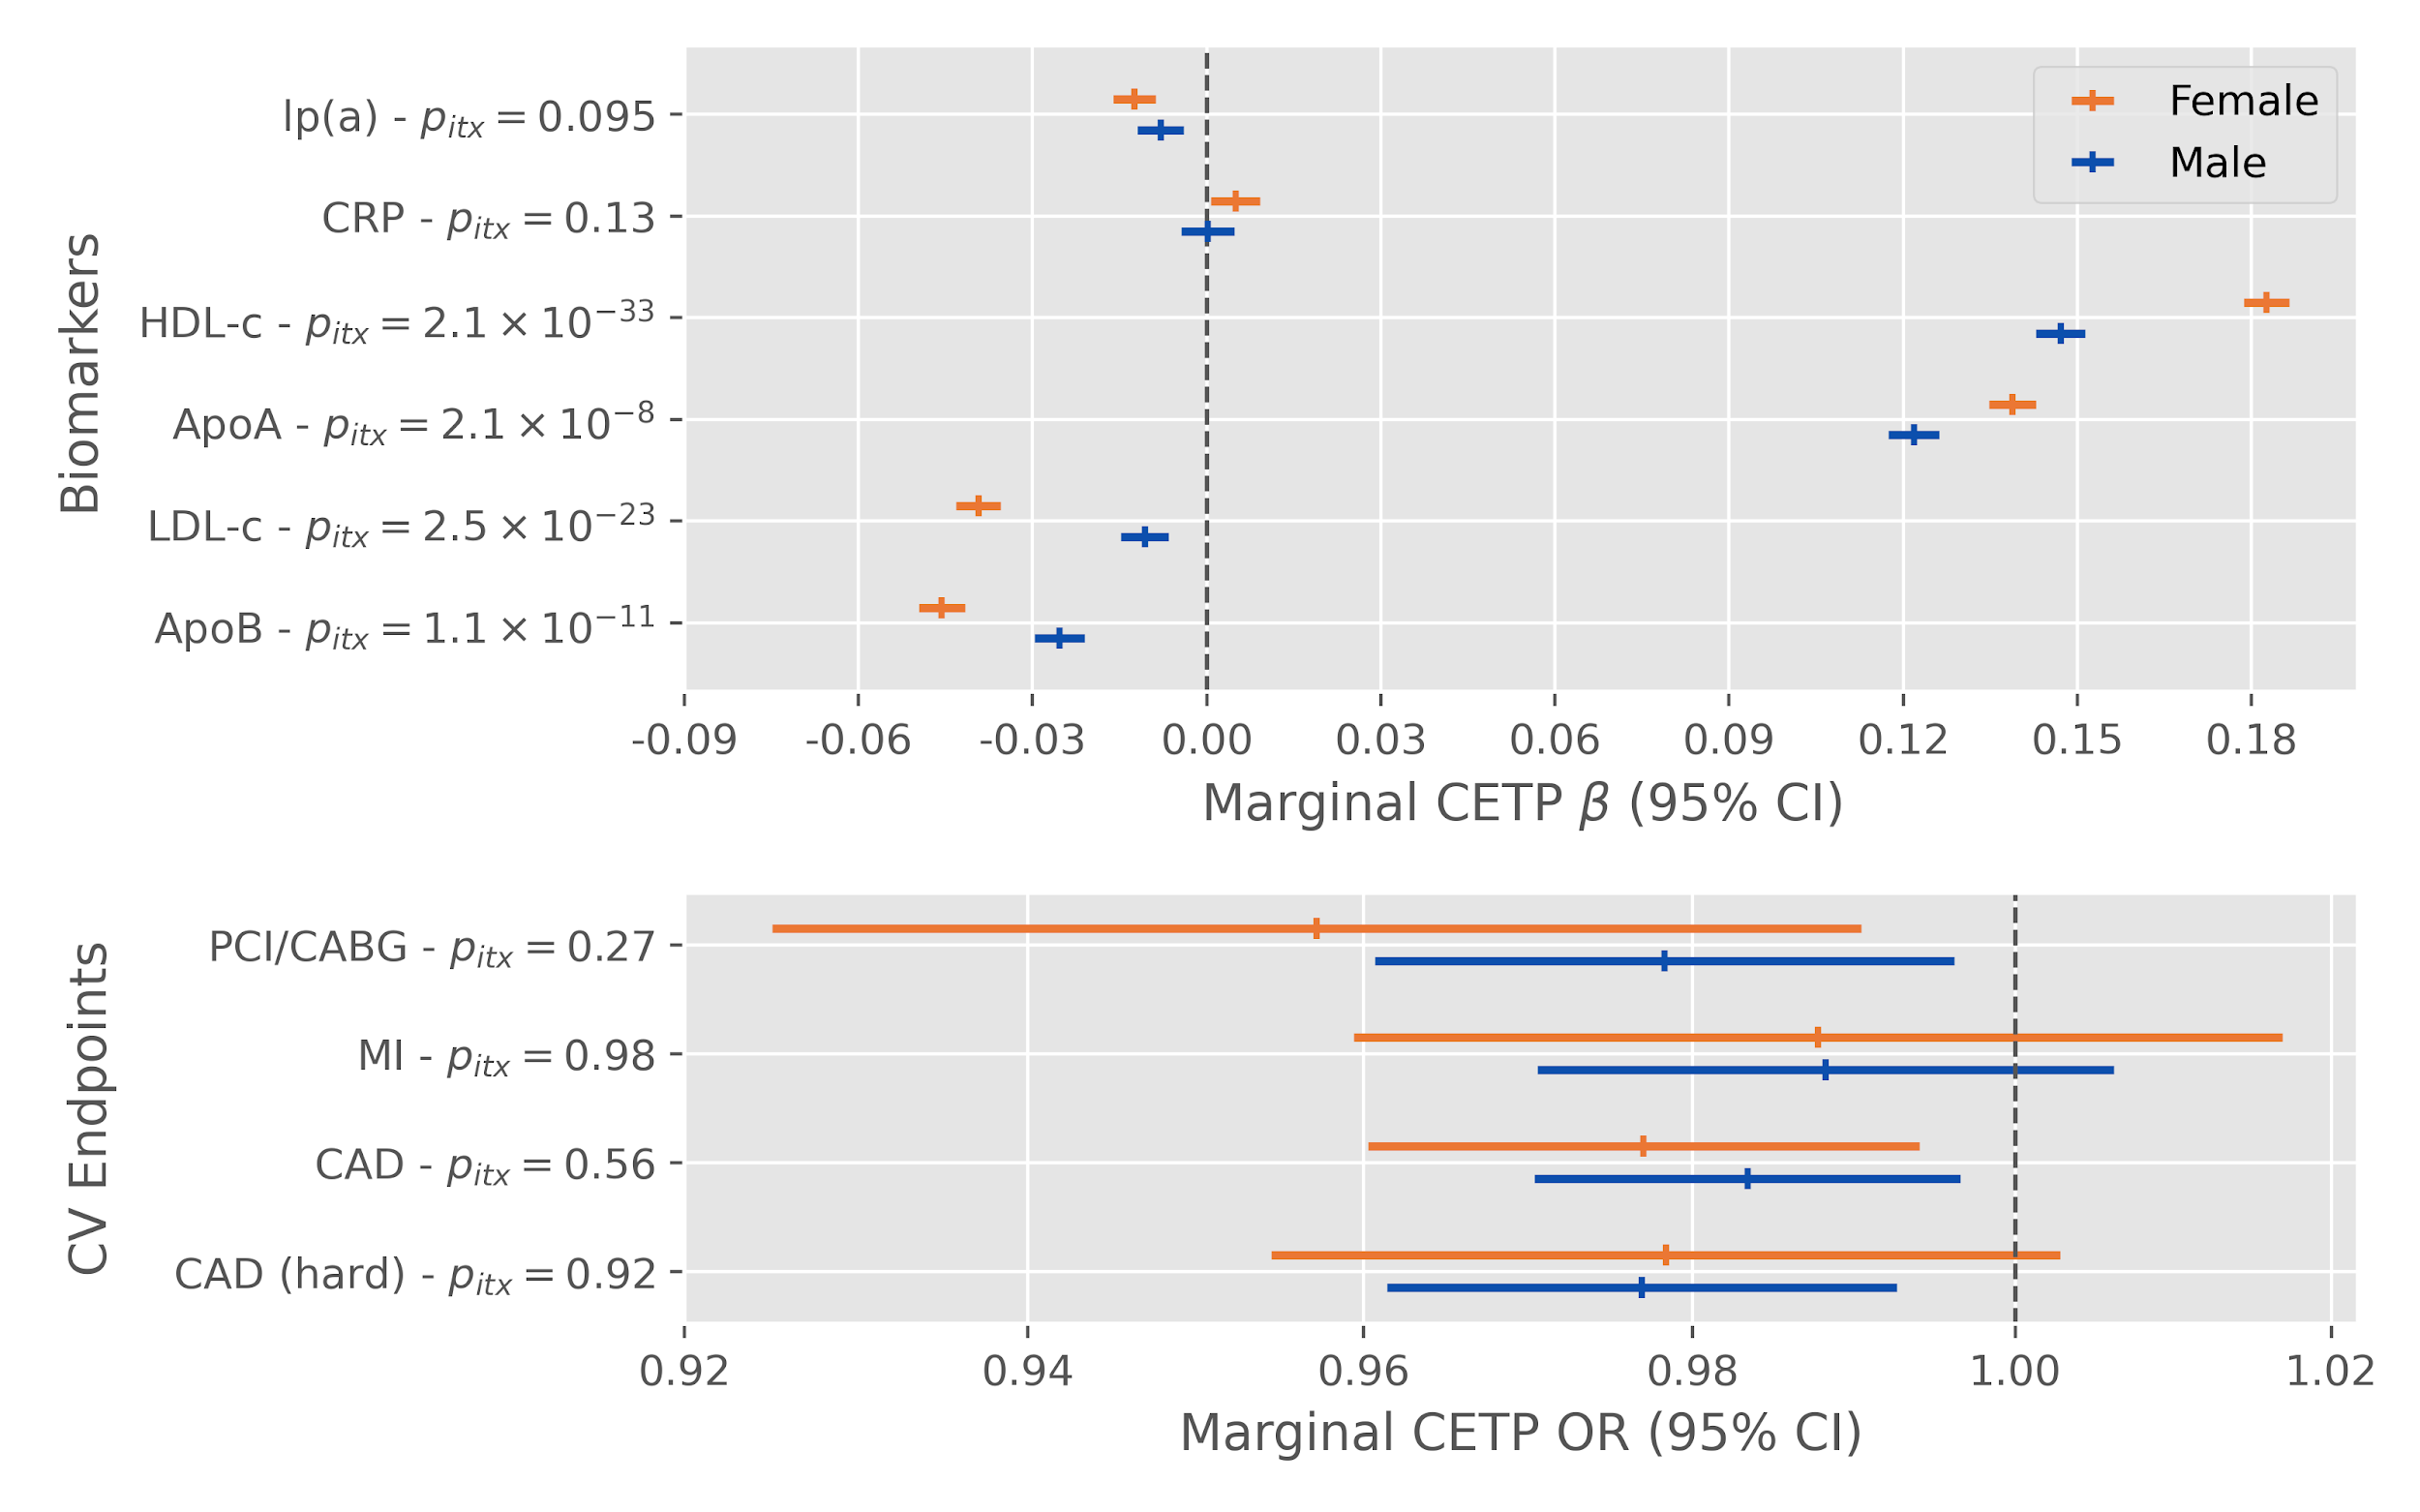 Female
Male
Biomarkers
lp(a) - p_itx = 0.095
CRP - p_itx = 0.13
HDL-c - p_itx = 2.1 × 10⁻³³
ApoA - p_itx = 2.1 × 10⁻⁸
LDL-c - p_itx = 2.5 × 10⁻²³
ApoB - p_itx = 1.1 × 10⁻¹¹
-0.09 -0.06 -0.03 0.00 0.03 0.06 0.09 0.12 0.15 0.18
Marginal CETP β (95% CI)
CV Endpoints
PCI/CABG - p_itx = 0.27
MI - p_itx = 0.98
CAD - p_itx = 0.56
CAD (hard) - p_itx = 0.92
0.92 0.94 0.96 0.98 1.00 1.02
Marginal CETP OR (95% CI)